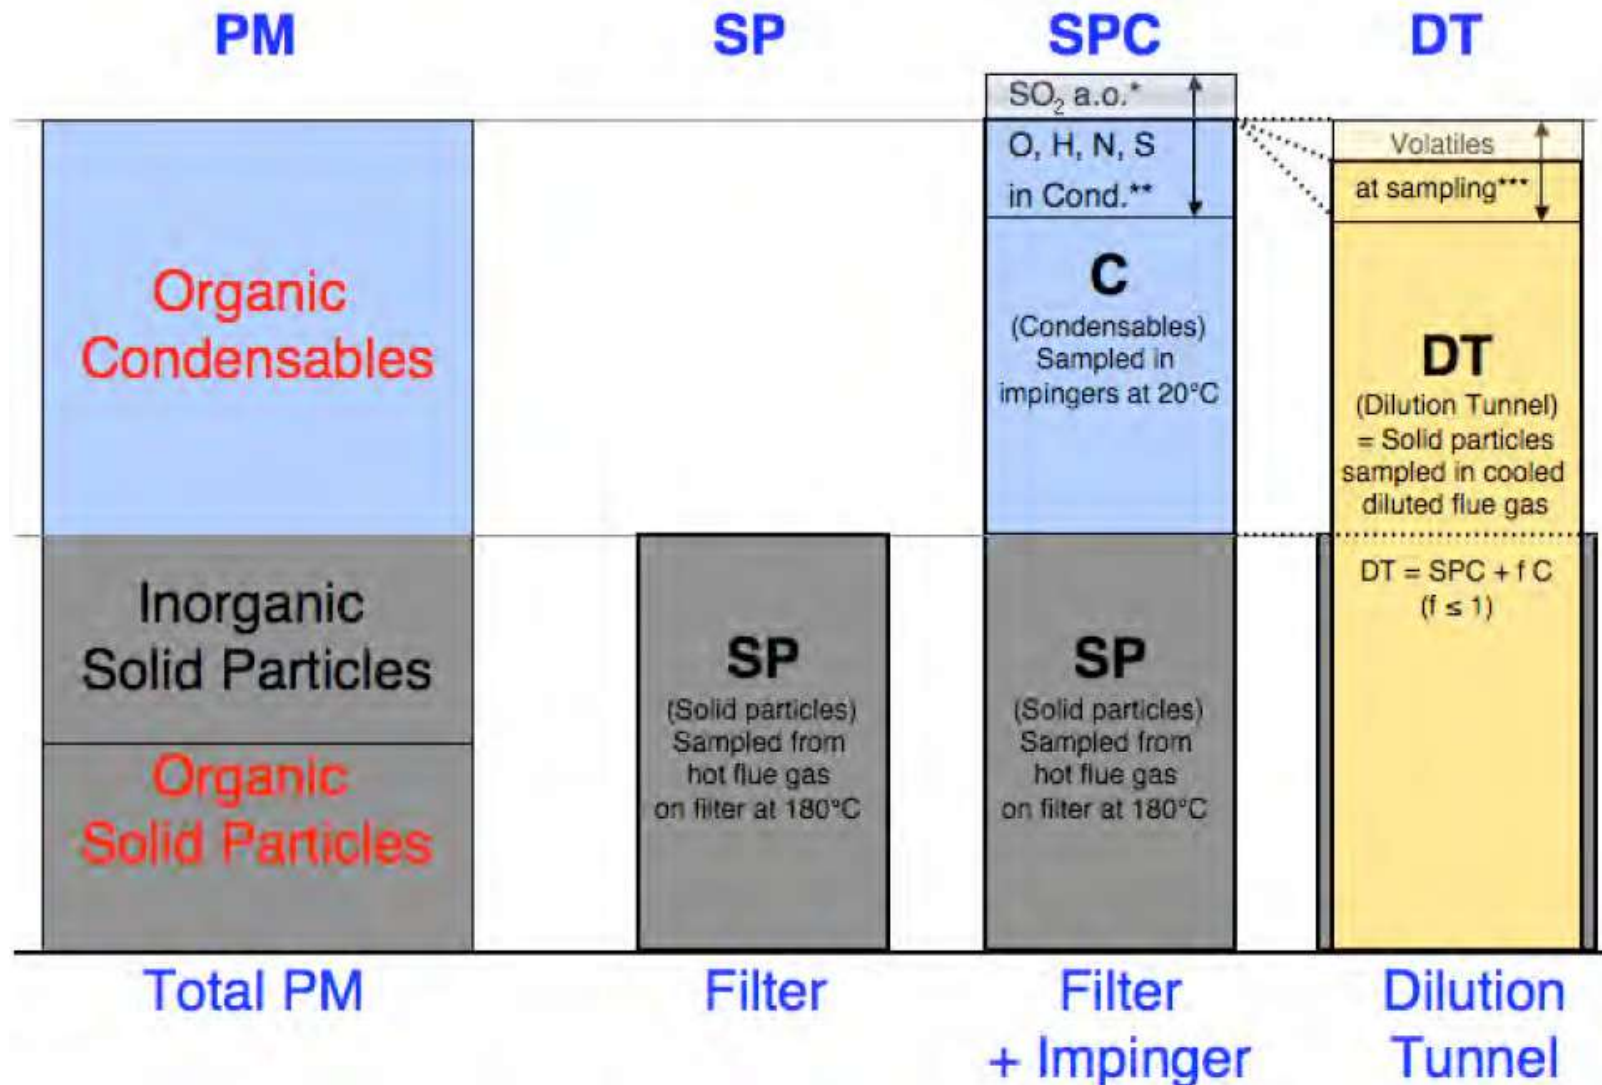 PM
SP
SPC
DT
Organic
Condensables
Inorganic
Solid Particles
Organic
Solid Particles
SP
(Solid particles)
Sampled from
hot flue gas
on filter at 180°C
SO₂ a.o.*
O, H, N, S
in Cond.**
C
(Condensables)
Sampled in
impingers at 20°C
SP
(Solid particles)
Sampled from
hot flue gas
on filter at 180°C
Volatiles
at sampling***
DT
(Dilution Tunnel)
= Solid particles
sampled in cooled
diluted flue gas
DT = SPC + f C
(f ≤ 1)
Total PM
Filter
Filter
+ Impinger
Dilution
Tunnel